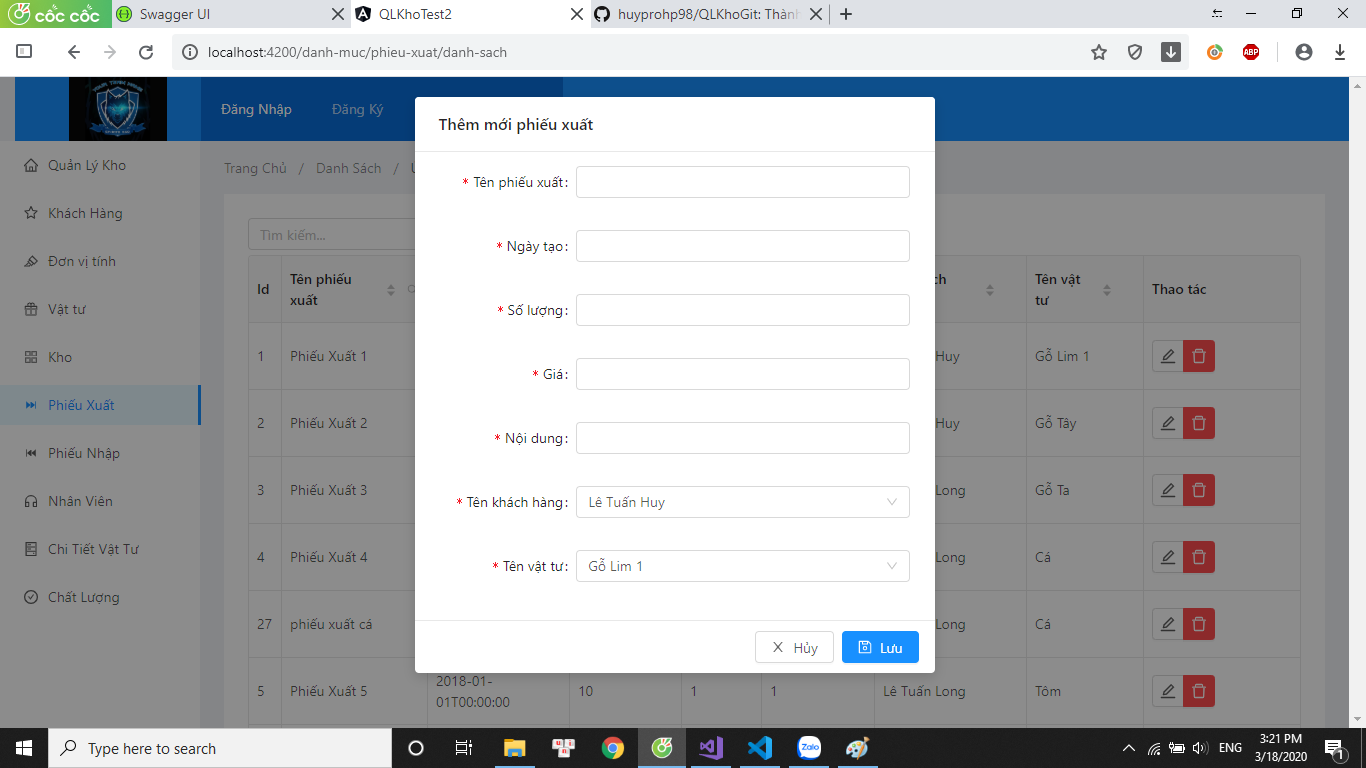 cốc cốc
Swagger UI
QLKhoTest2
huyprohp98/QLKhoGit: Thành
localhost:4200/danh-muc/phieu-xuat/danh-sach
ABP
Đăng Nhập
Đăng Ký
Trang Chủ / Danh Sách /
Quản Lý Kho
Khách Hàng
Đơn vị tính
Vật tư
Kho
Phiếu Xuất
Phiếu Nhập
Nhân Viên
Chi Tiết Vật Tư
Chất Lượng
Tìm kiếm...
Id
Tên phiếu
xuất
ch
Tên vật
tư
Thao tác
1 Phiếu Xuất 1 Huy Gỗ Lim 1
2 Phiếu Xuất 2 Huy Gỗ Tây
3 Phiếu Xuất 3 Long Gỗ Ta
4 Phiếu Xuất 4 Long Cá
27 phiếu xuất cá Long Cá
5 Phiếu Xuất 5 2018-01-
01T00:00:00 10 1 1 Lê Tuấn Long Tôm
Thêm mới phiếu xuất
* Tên phiếu xuất:
* Ngày tạo:
* Số lượng:
* Giá:
* Nội dung:
* Tên khách hàng: Lê Tuấn Huy
* Tên vật tư: Gỗ Lim 1
Hủy
Lưu
Type here to search
Zalo
ENG
3:21 PM
3/18/2020
1